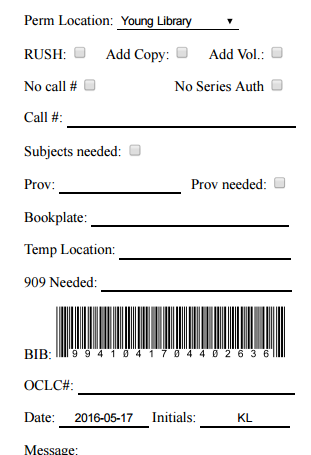 Perm Location: Young Library
RUSH: Add Copy: Add Vol.:
No call # No Series Auth
Call #:
Subjects needed:
Prov: Prov needed:
Bookplate:
Temp Location:
909 Needed:
BIB: 9941041704402636
OCLC#:
Date: 2016-05-17 Initials: KL
Message: